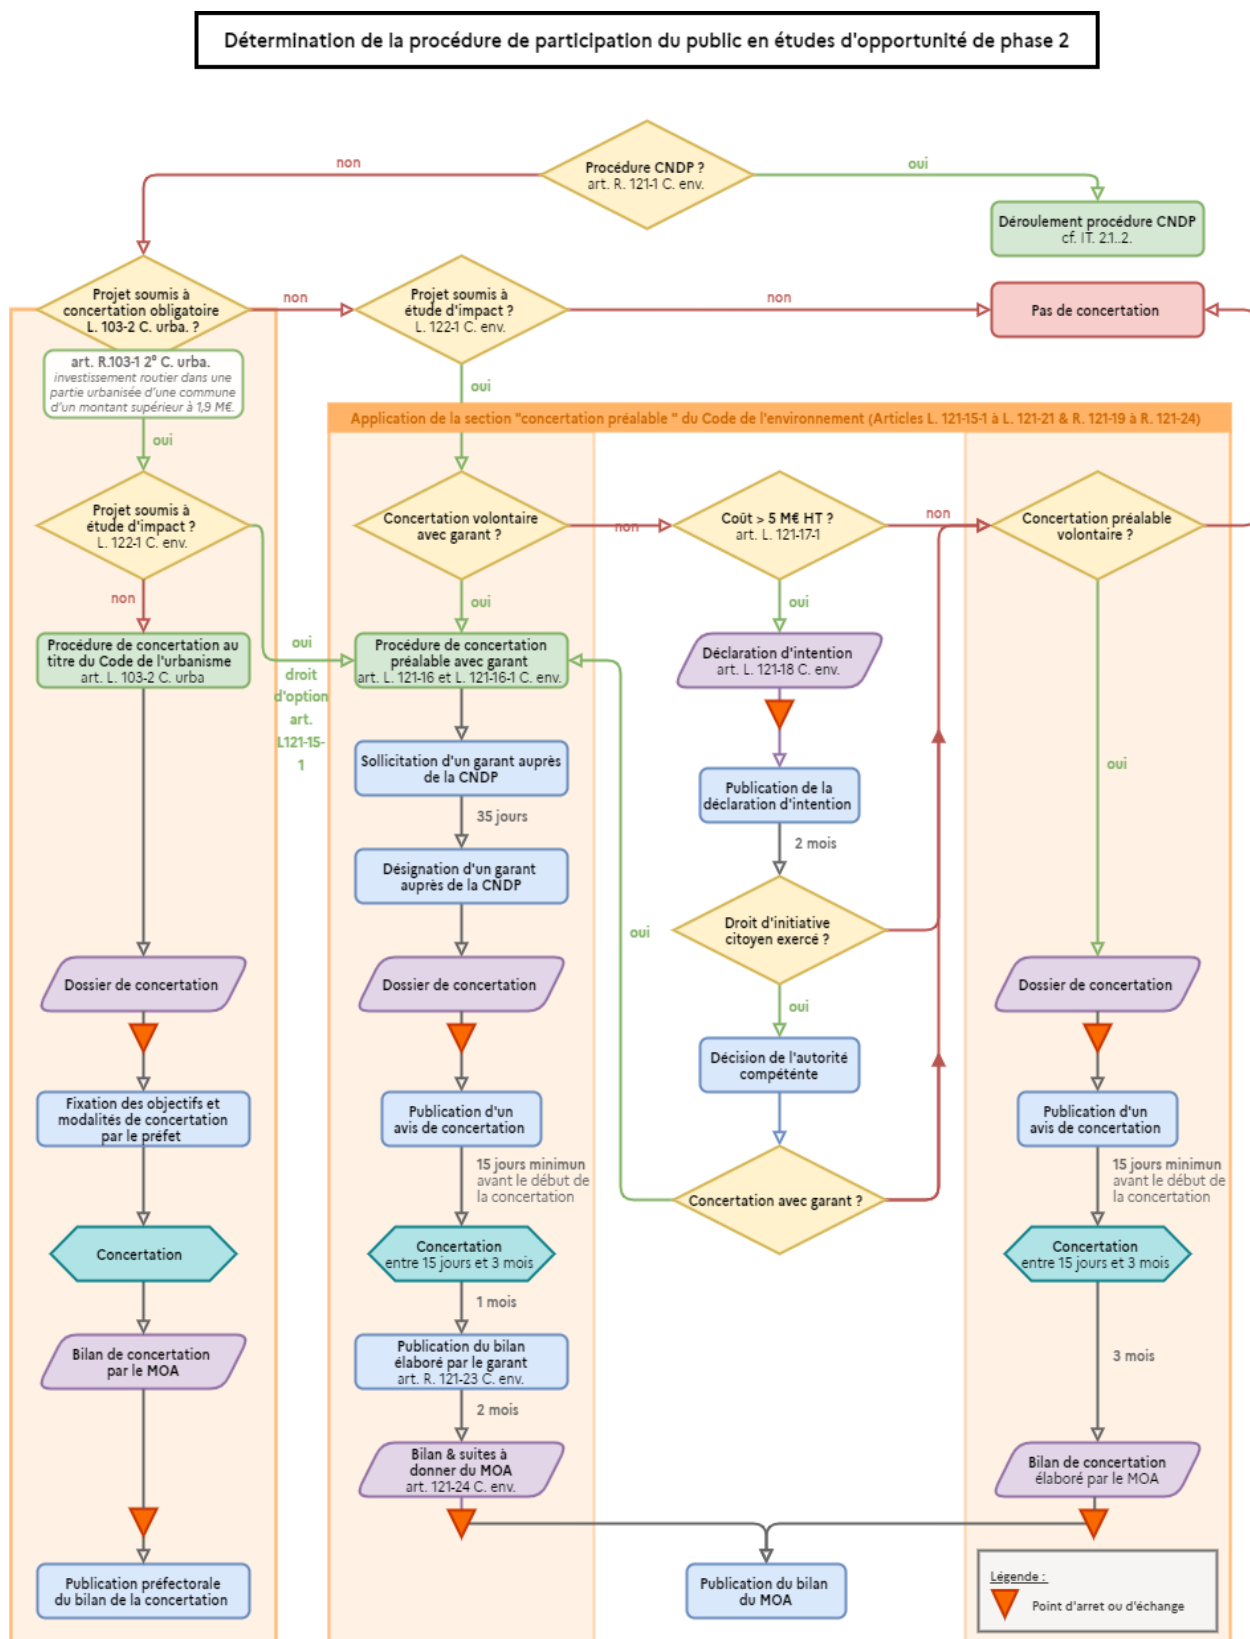 Détermination de la procédure de participation du public en études d'opportunité de phase 2
Procédure CNDP ?
art. R. 121-1 C. env.
non
oui
Déroulement procédure CNDP
cf. IT. 2.1..2.
Projet soumis à
concertation obligatoire
L. 103-2 C. urba. ?
non
Projet soumis à
étude d'impact ?
L. 122-1 C. env.
non
Pas de concertation
art. R.103-1 2° C. urba.
investissement routier dans une
partie urbanisée d'une commune
d'un montant supérieur à 1,9 M€.
oui
oui
Application de la section "concertation préalable " du Code de l'environnement (Articles L. 121-15-1 à L. 121-21 & R. 121-19 à R. 121-24)
Projet soumis à
étude d'impact ?
L. 122-1 C. env.
Concertation volontaire
avec garant ?
non
Coût > 5 M€ HT ?
art. L. 121-17-1
non
Concertation préalable
volontaire ?
non
oui
oui
Procédure de concertation au
titre du Code de l'urbanisme
art. L. 103-2 C. urba
oui
droit
d'option
art.
L121-15-
1
Procédure de concertation
préalable avec garant
art. L. 121-16 et L. 121-16-1 C. env.
Déclaration d'intention
art. L. 121-18 C. env.
Sollicitation d'un garant auprès
de la CNDP
Publication de la
déclaration d'intention
oui
35 jours
2 mois
Désignation d'un garant
auprès de la CNDP
Droit d'initiative
citoyen exercé ?
oui
Dossier de concertation
Dossier de concertation
oui
Dossier de concertation
Décision de l'autorité
compétente
Fixation des objectifs et
modalités de concertation
par le préfet
Publication d'un
avis de concertation
Publication d'un
avis de concertation
15 jours minimun
avant le début de
la concertation
Concertation avec garant ?
15 jours minimun
avant le début de
la concertation
Concertation
Concertation
entre 15 jours et 3 mois
Concertation
entre 15 jours et 3 mois
1 mois
Bilan de concertation
par le MOA
Publication du bilan
élaboré par le garant
art. R. 121-23 C. env.
3 mois
2 mois
Bilan & suites à
donner du MOA
art. 121-24 C. env.
Bilan de concertation
élaboré par le MOA
Publication préfectorale
du bilan de la concertation
Publication du bilan
du MOA
Légende :
Point d'arret ou d'échange